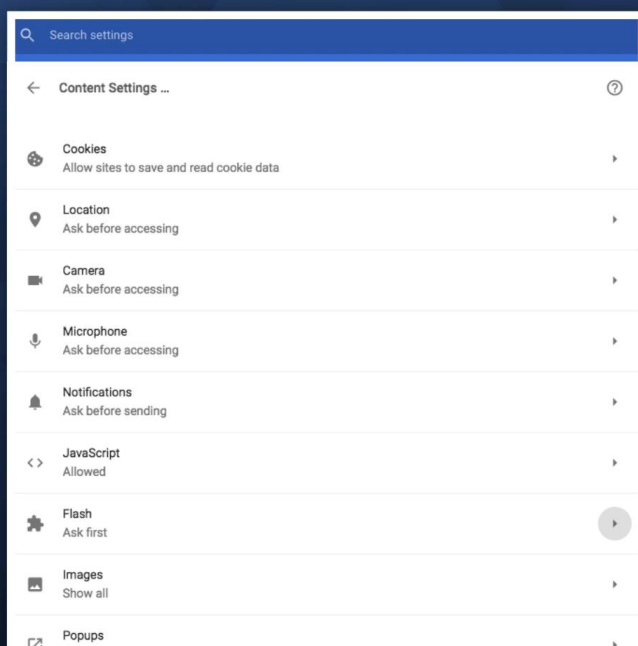 Search settings
Content Settings ...
Cookies
Allow sites to save and read cookie data
Location
Ask before accessing
Camera
Ask before accessing
Microphone
Ask before accessing
Notifications
Ask before sending
JavaScript
Allowed
Flash
Ask first
Images
Show all
Popups